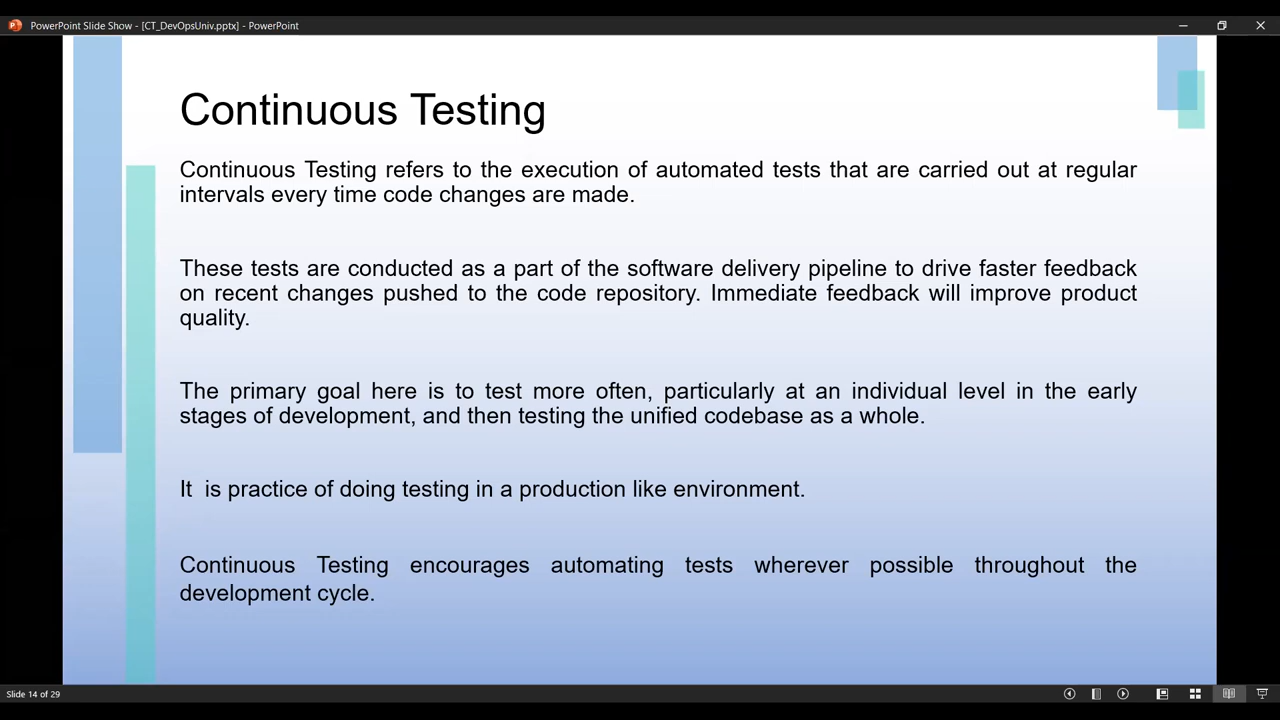 PowerPoint Slide Show - [CT_DevOpsUniv.pptx] - PowerPoint
Continuous Testing
Continuous Testing refers to the execution of automated tests that are carried out at regular
intervals every time code changes are made.
These tests are conducted as a part of the software delivery pipeline to drive faster feedback
on recent changes pushed to the code repository. Immediate feedback will improve product
quality.
The primary goal here is to test more often, particularly at an individual level in the early
stages of development, and then testing the unified codebase as a whole.
It  is practice of doing testing in a production like environment.
Continuous Testing encourages automating tests wherever possible throughout the
development cycle.
Slide 14 of 29